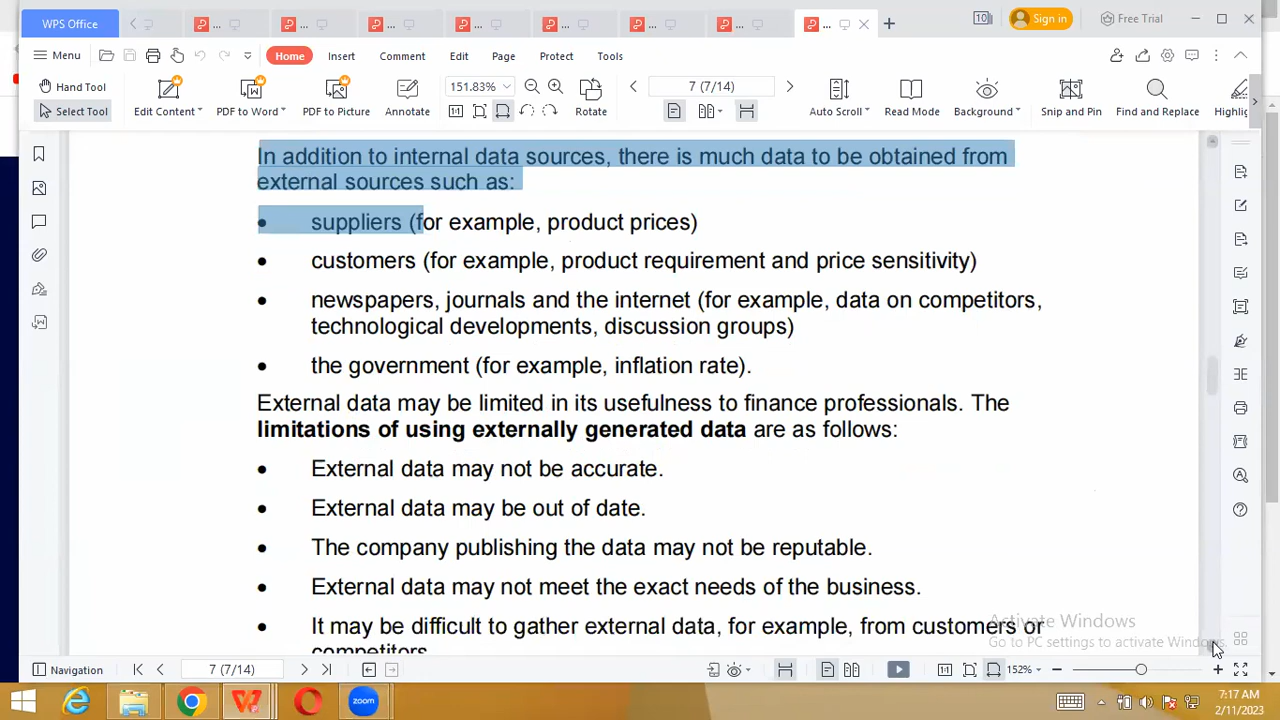 WPS Office
...
...
...
...
...
...
...
...
Sign in
Free Trial
Menu
Home
Insert
Comment
Edit
Page
Protect
Tools
Hand Tool
Select Tool
Edit Content
PDF to Word
PDF to Picture
Annotate
151.83%
Rotate
7 (7/14)
Auto Scroll
Read Mode
Background
Snip and Pin
Find and Replace
Highlig
In addition to internal data sources, there is much data to be obtained from
external sources such as:
• suppliers (for example, product prices)
• customers (for example, product requirement and price sensitivity)
• newspapers, journals and the internet (for example, data on competitors,
technological developments, discussion groups)
• the government (for example, inflation rate).
External data may be limited in its usefulness to finance professionals. The
limitations of using externally generated data are as follows:
• External data may not be accurate.
• External data may be out of date.
• The company publishing the data may not be reputable.
• External data may not meet the exact needs of the business.
• It may be difficult to gather external data, for example, from customers or
competitors
Activate Windows
Go to PC settings to activate Windows.
Navigation
7 (7/14)
152%
zoom
7:17 AM
2/11/2023